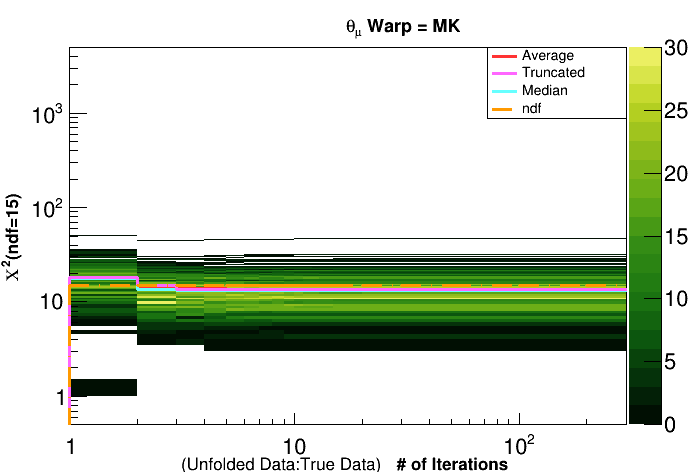 θμ Warp = MK
Average
Truncated
Median
ndf
χ²(ndf=15)
10³
10²
10
1
30
25
20
15
10
5
0
1
10
10²
(Unfolded Data:True Data) # of Iterations